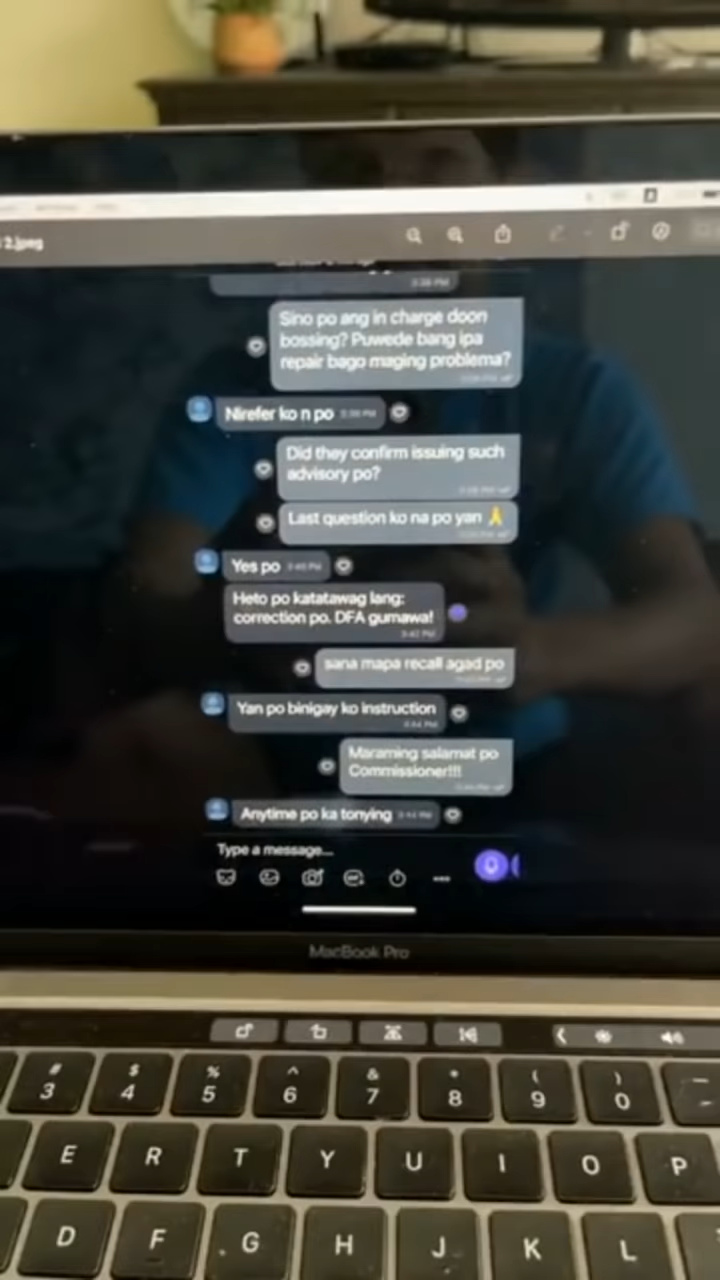 2.jpeg
Sino po ang in charge doon
bossing? Puwede bang ipa
repair bago maging problema?
Nirefer ko n po
Did they confirm issuing such
advisory po?
Last question ko na po yan 🙏
Yes po
Heto po katatawag lang:
correction po. DFA gumawa!
sana mapa recall agad po
Yan po binigay ko instruction
Maraming salamat po
Commissioner!!!
Anytime po ka tonying
Type a message...
MacBook Pro
# $ % ^ & * ( )
3 4 5 6 7 8 9 0
E R T Y U I O P
D F G H J K L